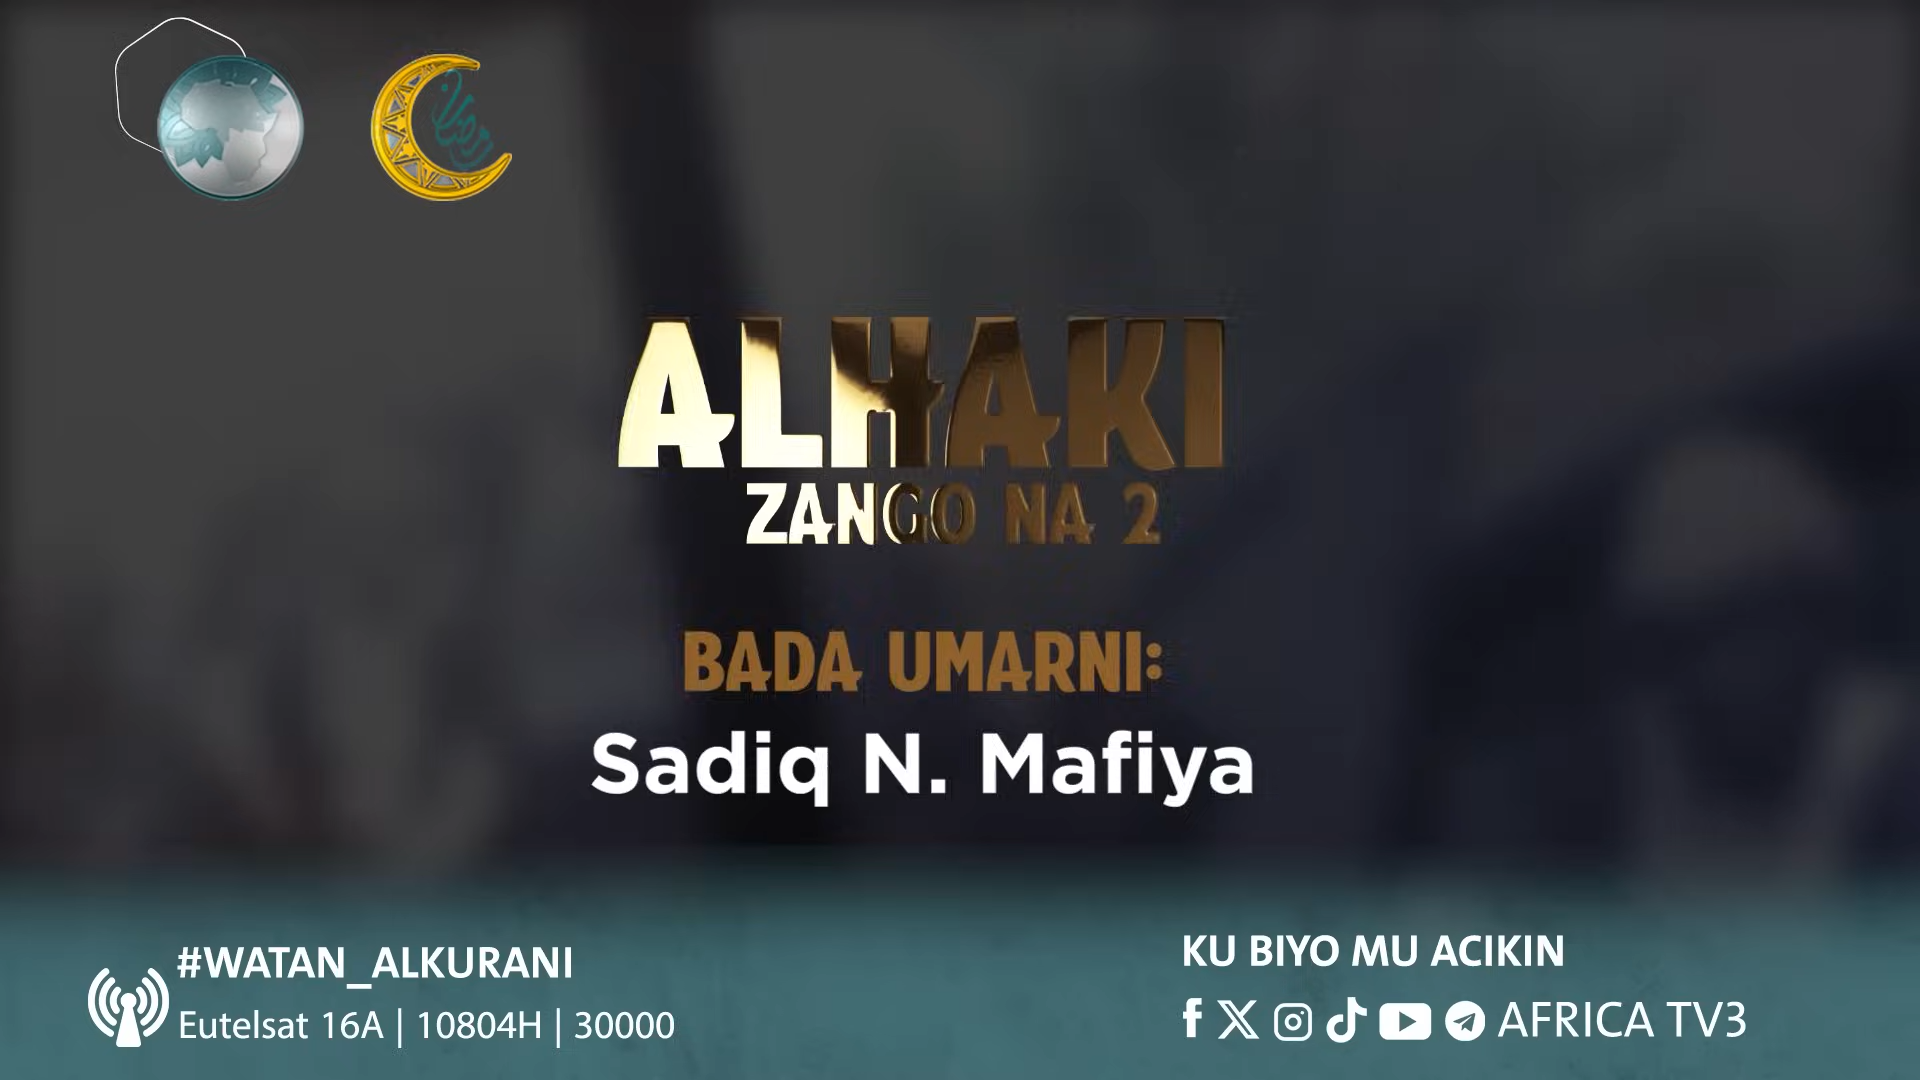 رمضان
ALHAKI
ZANGO NA 2
BADA UMARNI:
Sadiq N. Mafiya
#WATAN_ALKURANI
Eutelsat 16A | 10804H | 30000
KU BIYO MU ACIKIN
AFRICA TV3